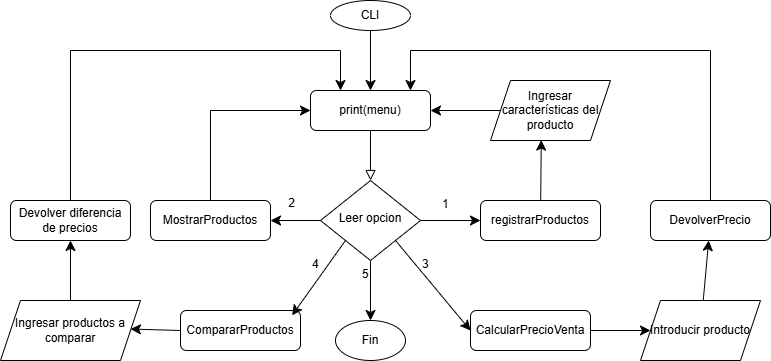 CLI
print(menu)
Ingresar
características del
producto
Devolver diferencia
de precios
MostrarProductos
2
Leer opcion
1
registrarProductos
DevolverPrecio
4
5
3
Ingresar productos a
comparar
CompararProductos
Fin
CalcularPrecioVenta
Introducir producto